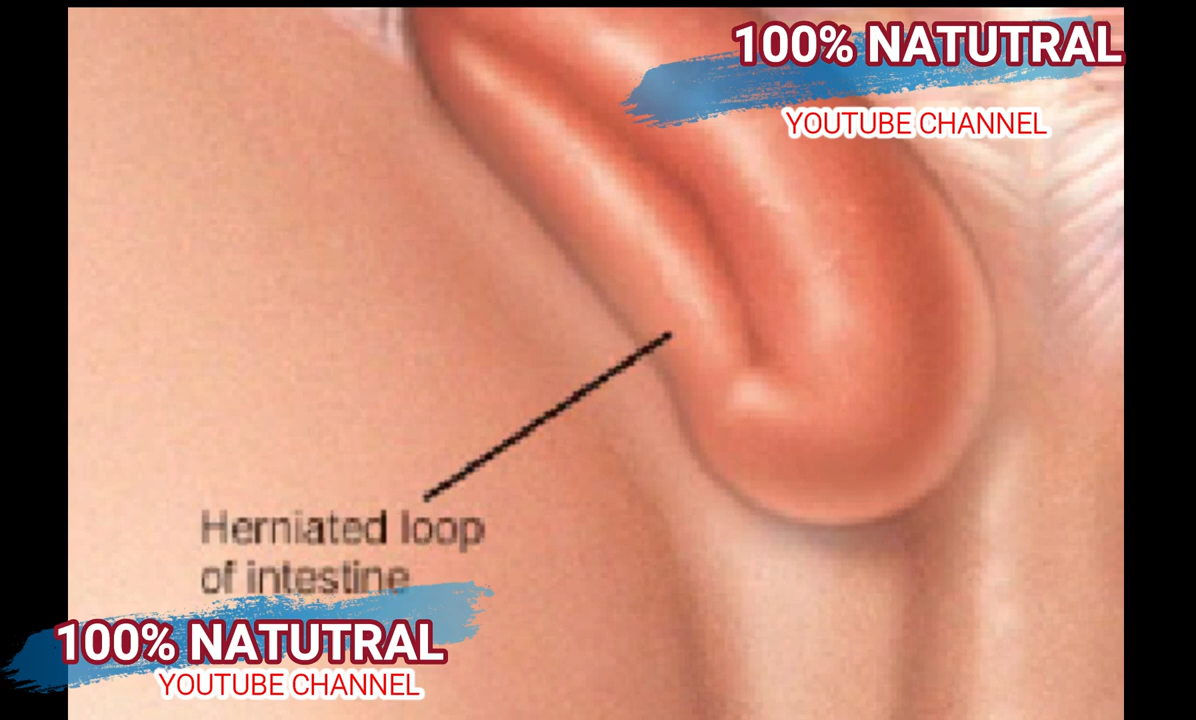 100% NATUTRAL
YOUTUBE CHANNEL
Herniated loop
of intestine
100% NATUTRAL
YOUTUBE CHANNEL